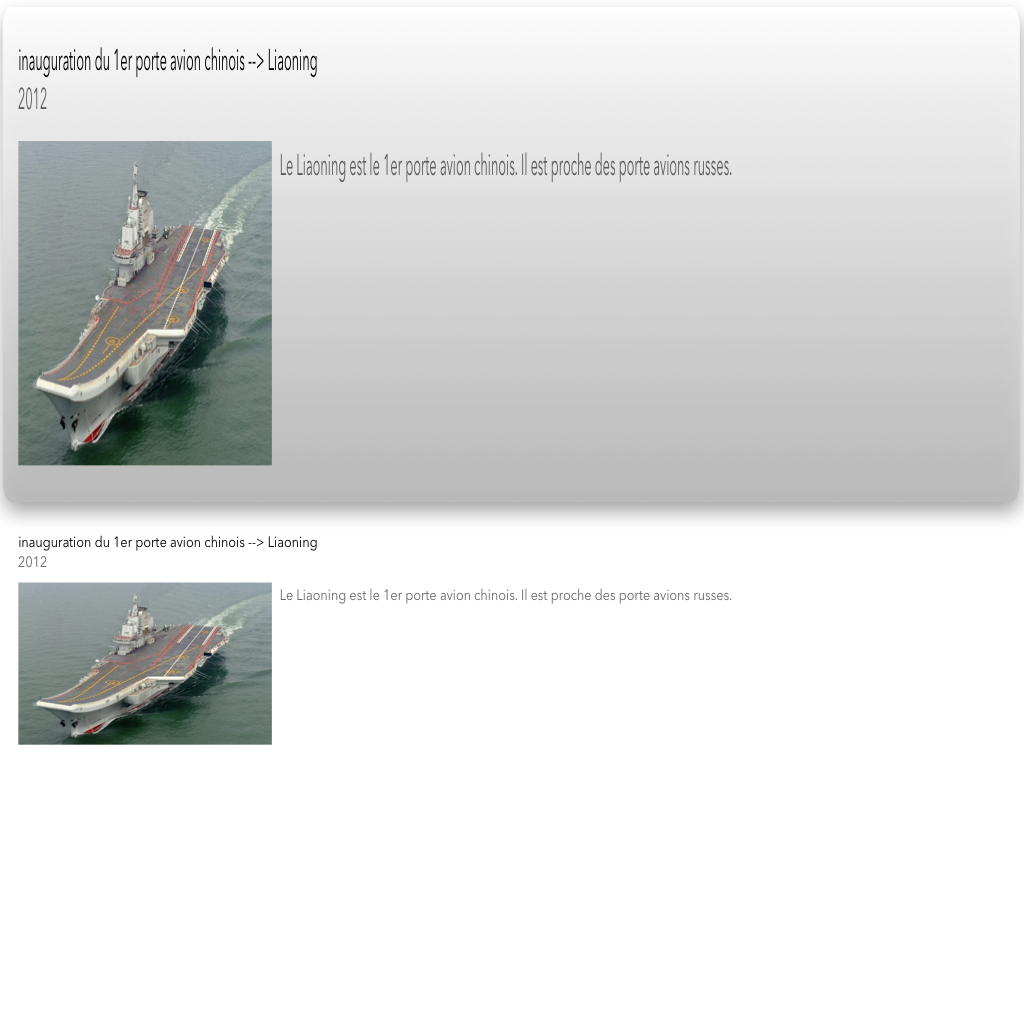 inauguration du 1er porte avion chinois --> Liaoning
2012
Le Liaoning est le 1er porte avion chinois. Il est proche des porte avions russes.
inauguration du 1er porte avion chinois --> Liaoning
2012
Le Liaoning est le 1er porte avion chinois. Il est proche des porte avions russes.